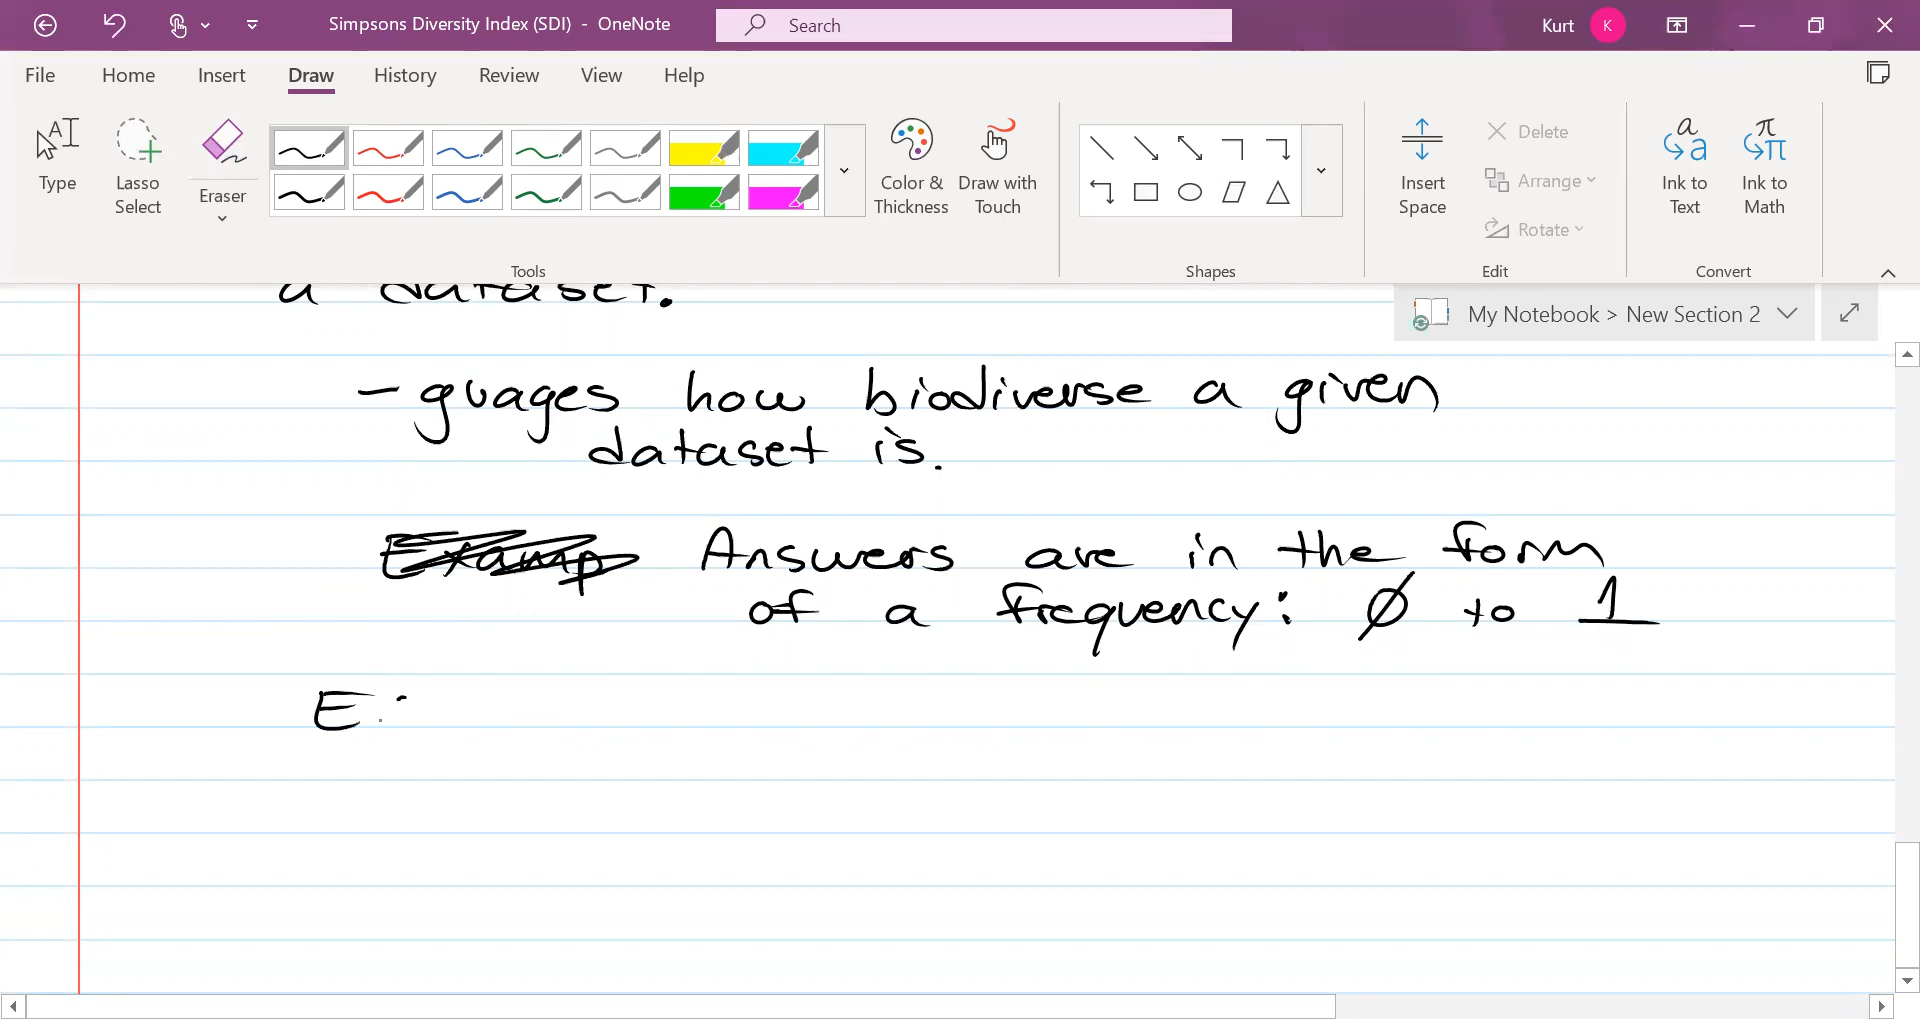 Simpsons Diversity Index (SDI) - OneNote
Search
Kurt K
File Home Insert Draw History Review View Help
Type
Lasso Select
Eraser
Color & Thickness
Draw with Touch
Insert Space
Delete
Arrange
Rotate
Ink to Text
Ink to Math
Tools Shapes Edit Convert
My Notebook > New Section 2
a dataset.
- guages how biodiverse a given
dataset is.
Examp Answers are in the form
of a frequency: Ø to 1
E